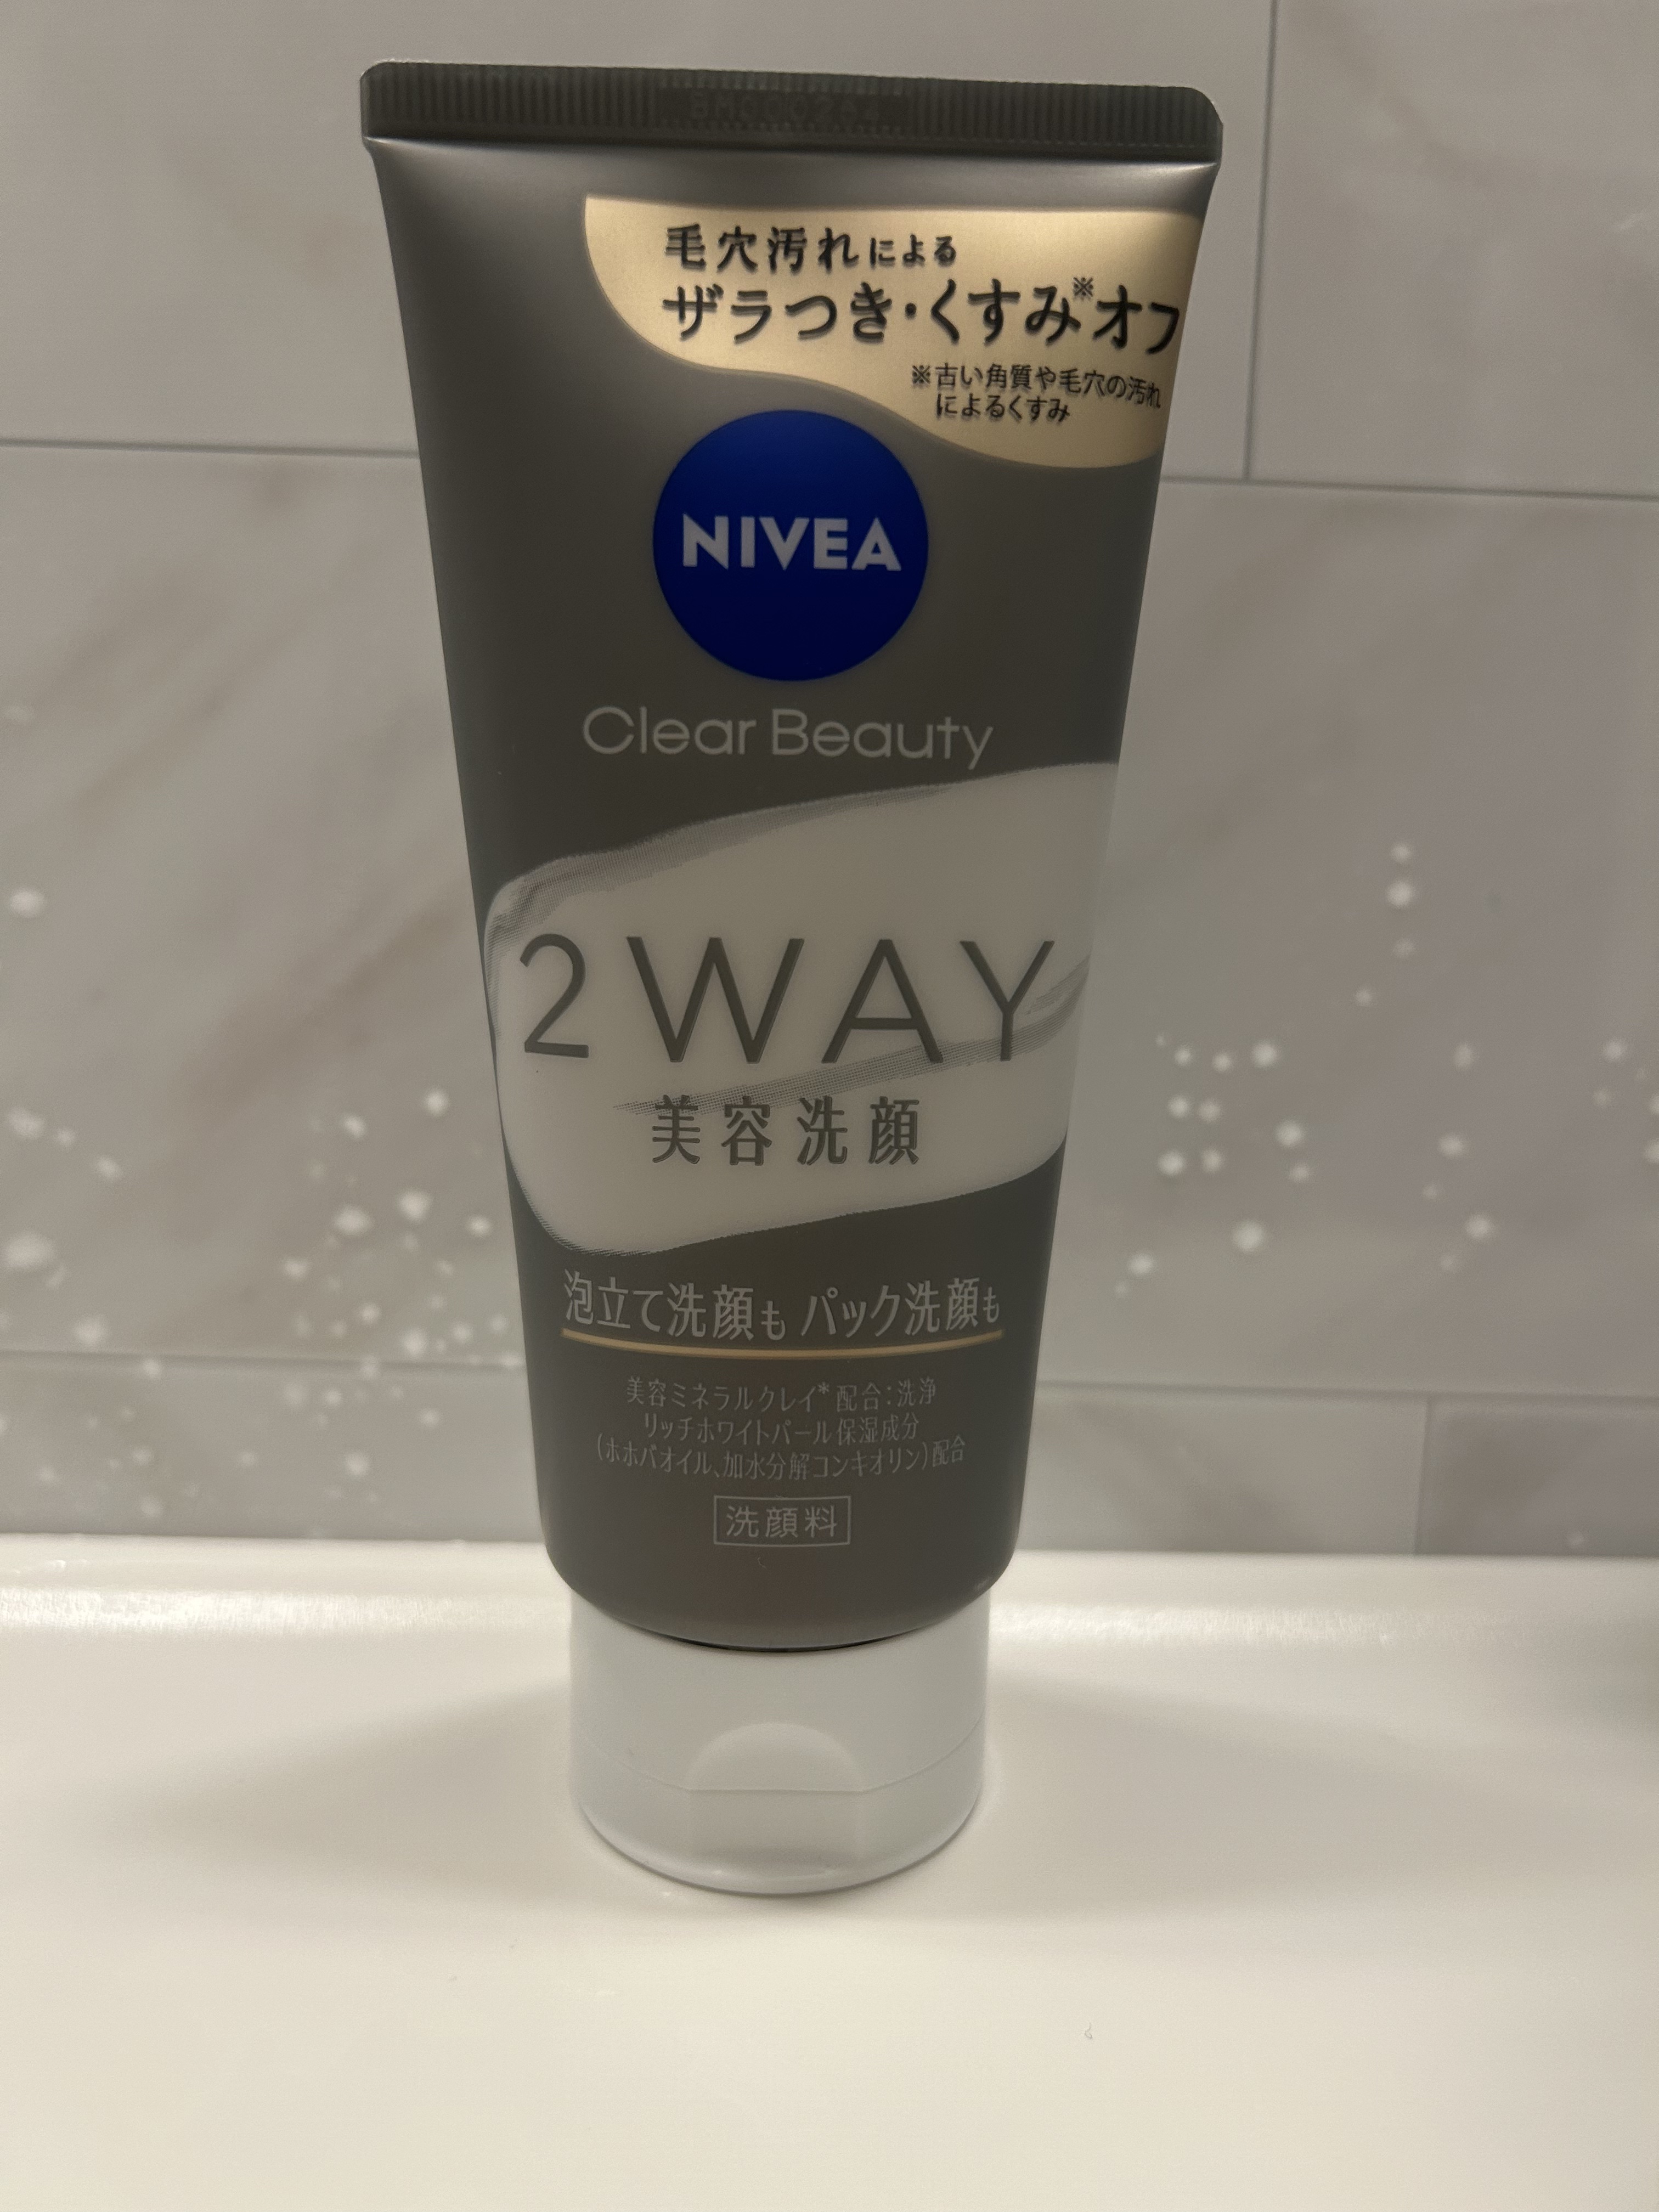 毛穴汚れによる
ザラつき・くすみ※オフ
※古い角質や毛穴の汚れ
によるくすみ
NIVEA
Clear Beauty
2WAY
美容洗顔
泡立て洗顔も パック洗顔も
美容ミネラルクレイ*配合:洗浄
リッチホワイトパール保湿成分
(ホホバオイル、加水分解コンキオリン)配合
洗顔料